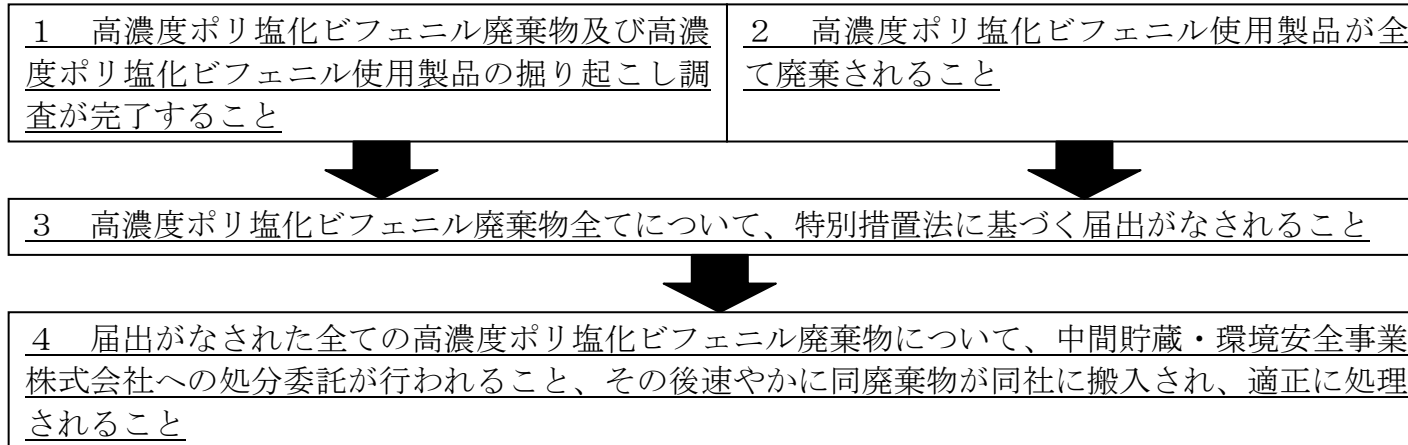 １　高濃度ポリ塩化ビフェニル廃棄物及び高濃
度ポリ塩化ビフェニル使用製品の掘り起こし調
査が完了すること
２　高濃度ポリ塩化ビフェニル使用製品が全
て廃棄されること
３　高濃度ポリ塩化ビフェニル廃棄物全てについて、特別措置法に基づく届出がなされること
４　届出がなされた全ての高濃度ポリ塩化ビフェニル廃棄物について、中間貯蔵・環境安全事業
株式会社への処分委託が行われること、その後速やかに同廃棄物が同社に搬入され、適正に処理
されること